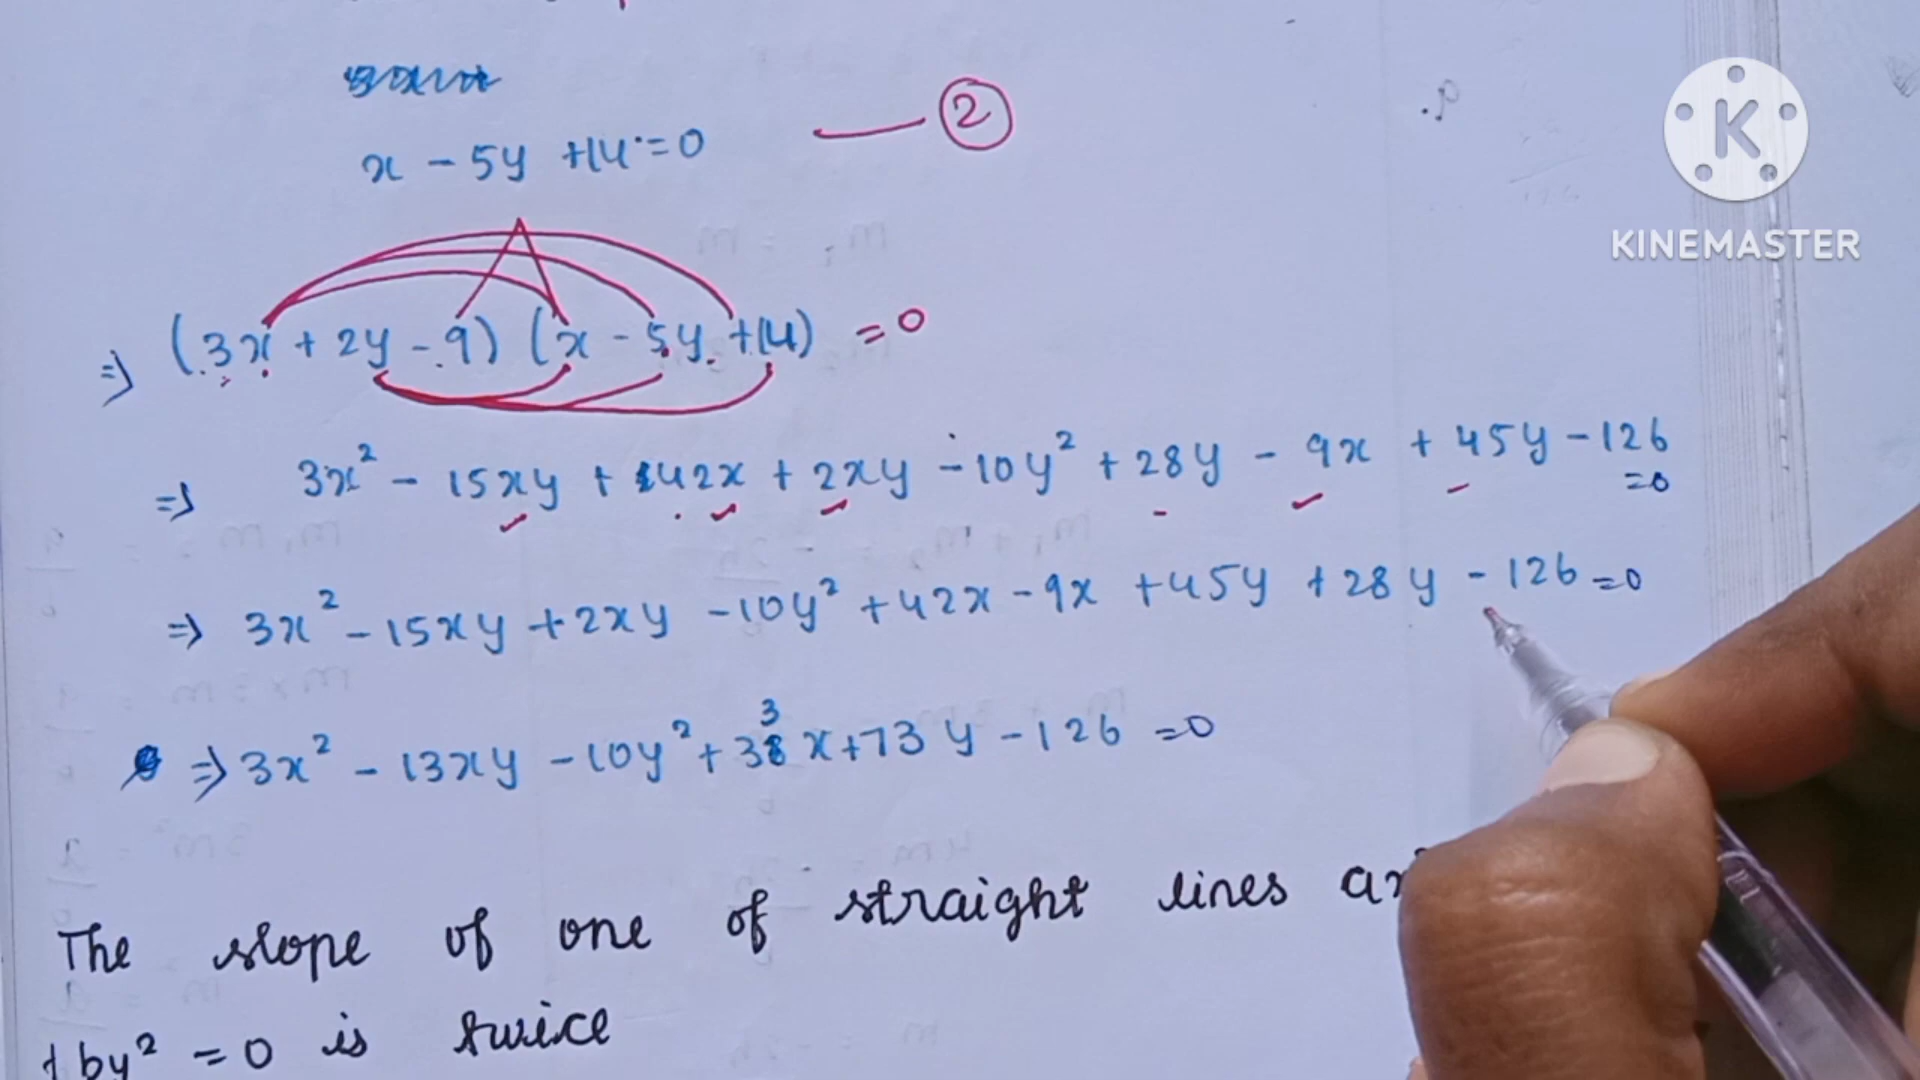 x - 5y + 14 = 0 — ②
⇒ (3x + 2y - 9) (x - 5y + 14) = 0
⇒ 3x² - 15xy + 42x + 2xy - 10y² + 28y - 9x + 45y - 126 = 0
⇒ 3x² - 15xy + 2xy - 10y² + 42x - 9x + 45y + 28y - 126 = 0
⇒ 3x² - 13xy - 10y² + 33x + 73y - 126 = 0
The slope of one of straight lines
+by² = 0 is twice
K
KINEMASTER